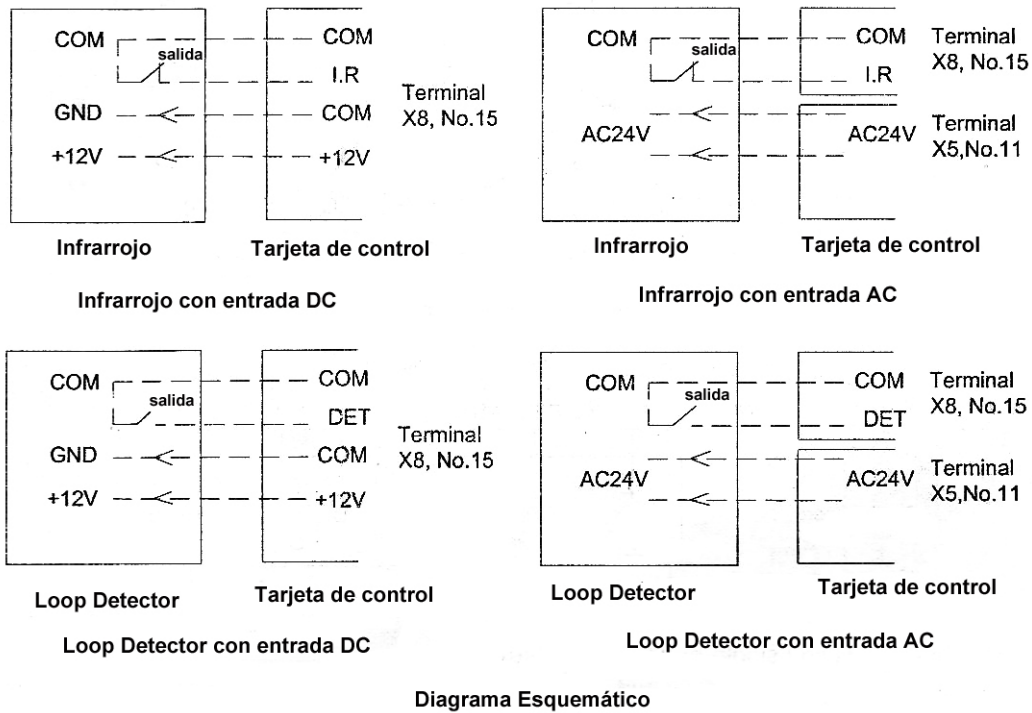 COM
salida
GND
+12V
COM
I.R
COM
+12V
Terminal
X8, No.15
Infrarrojo
Tarjeta de control
Infrarrojo con entrada DC
COM
salida
AC24V
COM
I.R
AC24V
Terminal
X8, No.15
Terminal
X5,No.11
Infrarrojo
Tarjeta de control
Infrarrojo con entrada AC
COM
salida
GND
+12V
COM
DET
COM
+12V
Terminal
X8, No.15
Loop Detector
Tarjeta de control
Loop Detector con entrada DC
COM
salida
AC24V
COM
DET
AC24V
Terminal
X8, No.15
Terminal
X5,No.11
Loop Detector
Tarjeta de control
Loop Detector con entrada AC
Diagrama Esquemático